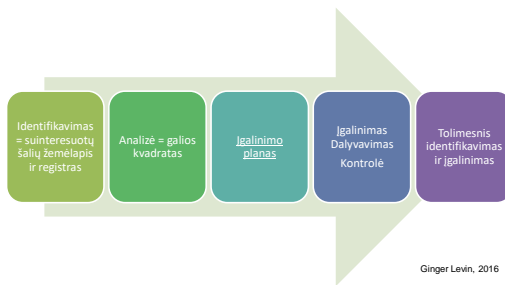 Identifikavimas
= suinteresuotų
šalių žemėlapis
ir registras
Analizė = galios
kvadratas
Įgalinimo
planas
Įgalinimas
Dalyvavimas
Kontrolė
Tolimesnis
identifikavimas
ir įgalinimas
Ginger Levin, 2016